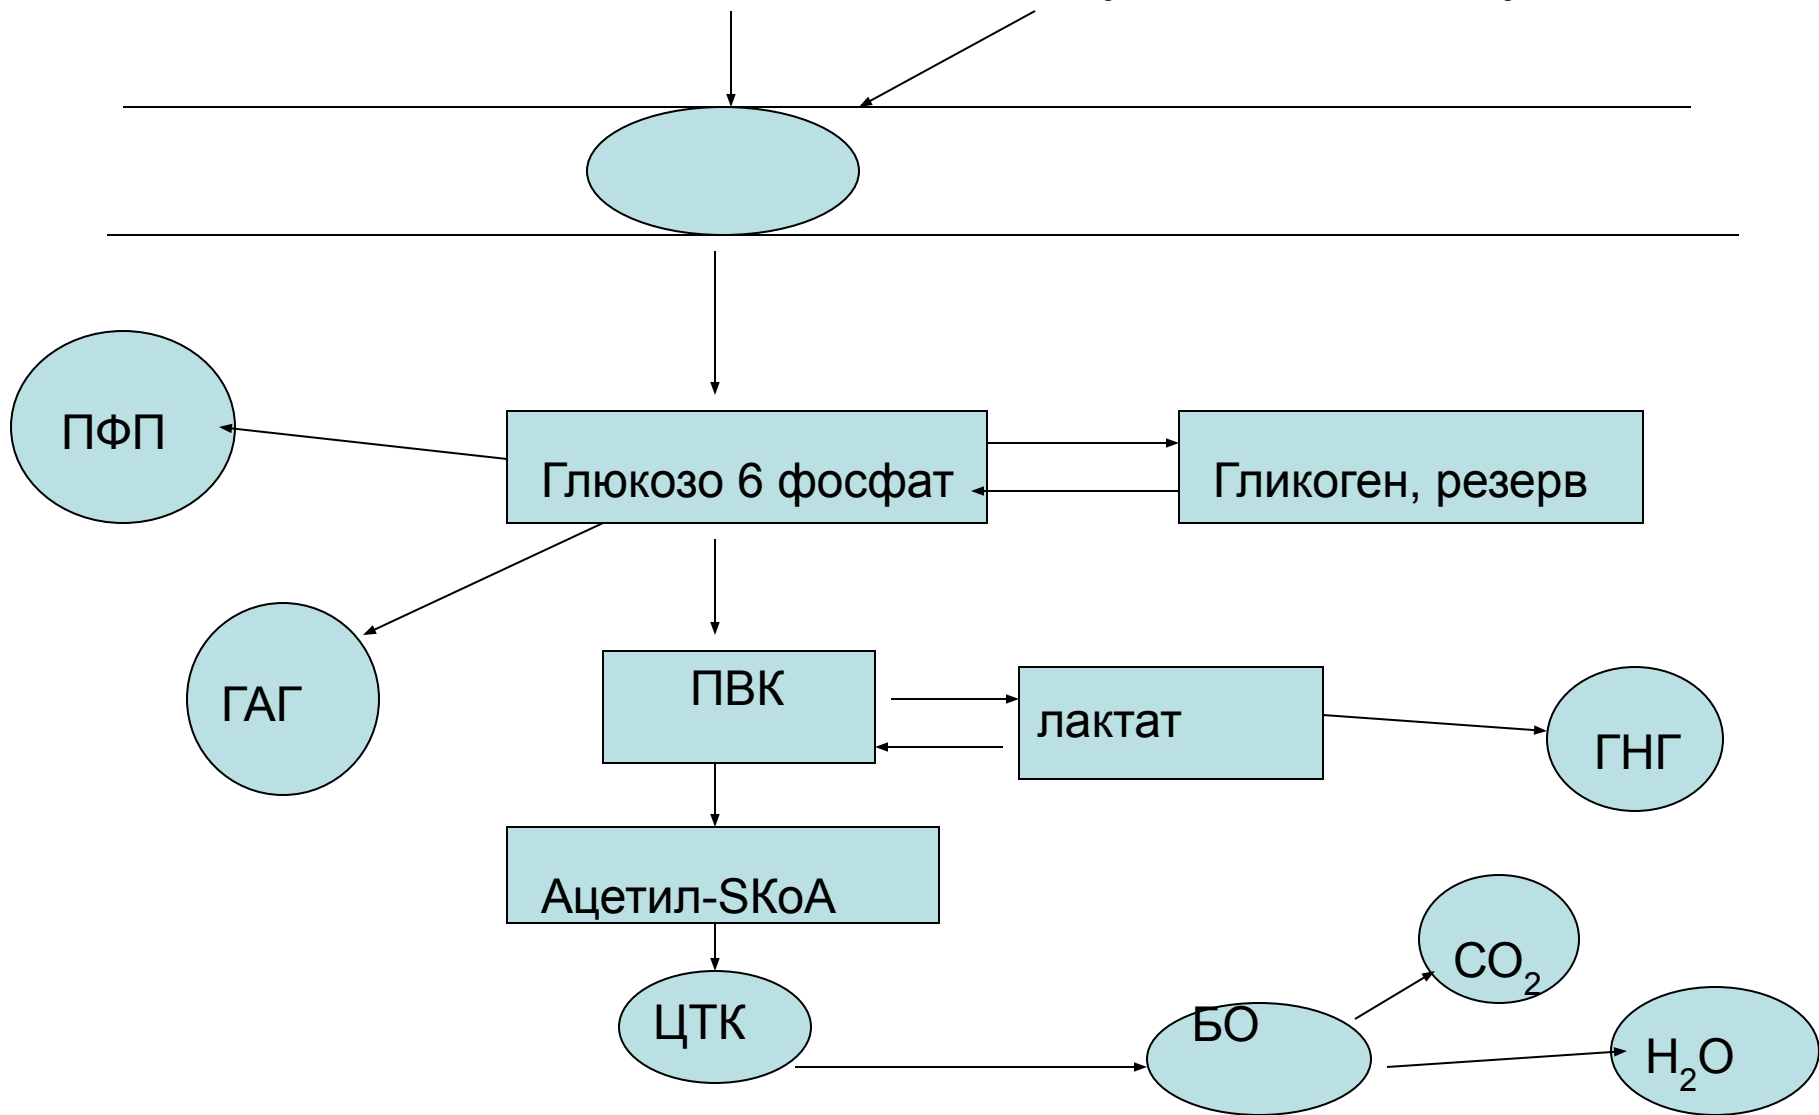 ПФП
Глюкозо 6 фосфат
Гликоген, резерв
ГАГ
ПВК
лактат
ГНГ
Ацетил-SКоА
CO₂
ЦТК
БО
H₂O